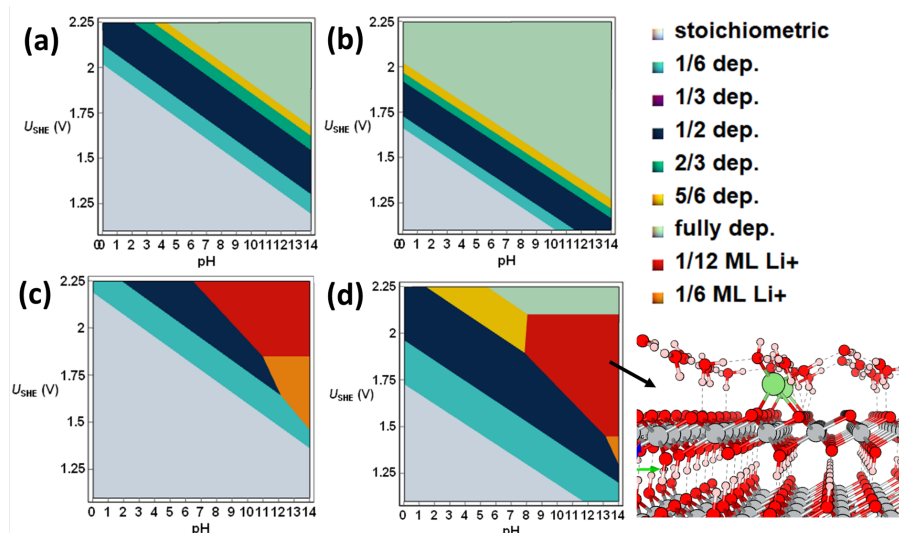 (a)
2.25
2
1.75
1.5
1.25
U_SHE (V)
0 0 1 2 3 4 5 6 7 8 9 10 11 12 13 14
pH
(b)
2.25
2
1.75
1.5
1.25
U_SHE (V)
0 0 1 2 3 4 5 6 7 8 9 10 11 12 13 14
pH
stoichiometric
1/6 dep.
1/3 dep.
1/2 dep.
2/3 dep.
5/6 dep.
fully dep.
1/12 ML Li+
1/6 ML Li+
(c)
2.25
2
1.75
1.5
1.25
U_SHE (V)
0 0 1 2 3 4 5 6 7 8 9 10 11 12 13 14
pH
(d)
2.25
2
1.75
1.5
1.25
U_SHE (V)
0 0 1 2 3 4 5 6 7 8 9 10 11 12 13 14
pH